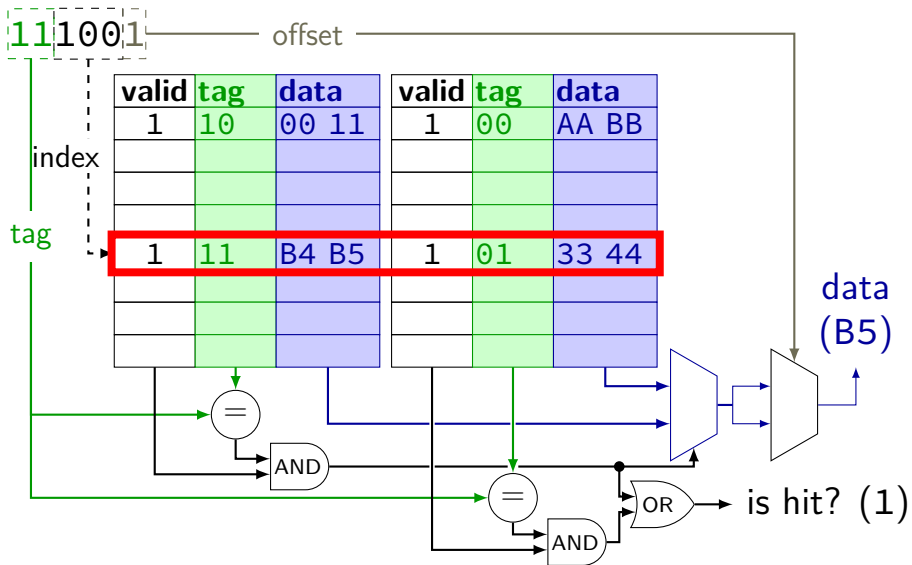 111001
offset
valid tag data valid tag data
1 10 00 11 1 00 AA BB
index
tag
1 11 B4 B5 1 01 33 44
data
(B5)
=
AND
=
OR
is hit? (1)
AND